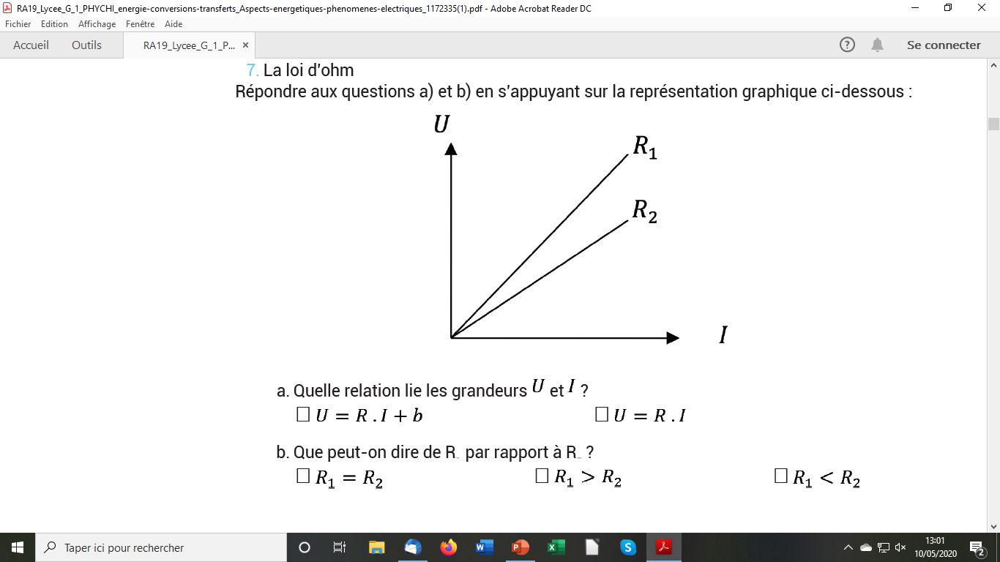 RA19_Lycee_G_1_PHYCHI_energie-conversions-transferts_Aspects-energetiques-phenomenes-electriques_1172335(1).pdf - Adobe Acrobat Reader DC
Fichier Edition Affichage Fenêtre Aide
Accueil Outils RA19_Lycee_G_1_P... × ? Se connecter
7. La loi d'ohm
Répondre aux questions a) et b) en s'appuyant sur la représentation graphique ci-dessous :
U
R₁
R₂
I
a. Quelle relation lie les grandeurs U et I ?
□ U = R . I + b □ U = R . I
b. Que peut-on dire de R par rapport à R ?
□ R₁ = R₂ □ R₁ > R₂ □ R₁ < R₂
Taper ici pour rechercher
13:01
10/05/2020
2